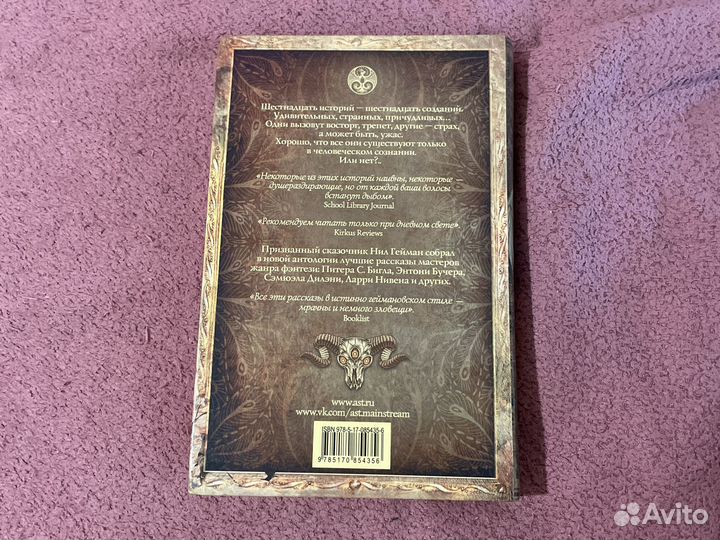 Шестнадцать историй — шестнадцать созданий.
Удивительных, странных, причудливых...
Одни вызовут восторг, трепет, другие — страх,
а может быть, ужас.
Хорошо, что все они существуют только
в человеческом сознании.
Или нет?..
«Некоторые из этих историй наивны, некоторые
душераздирающие, но от каждой ваши волосы
встанут дыбом».
School Library Journal
«Рекомендуем читать только при дневном свете».
Kirkus Reviews
Признанный сказочник Нил Гейман собрал
в новой антологии лучшие рассказы мастеров
жанра фэнтези: Питера С. Бигла, Энтони Бучера,
Сэмюэла Дилэни, Ларри Нивена и других.
«Все эти рассказы в истинно геймановском стиле —
мрачны и немного зловещи».
Booklist
www.ast.ru
www.vk.com/ast.mainstream
ISBN 978-5-17-085435-6
9785170854356
Avito